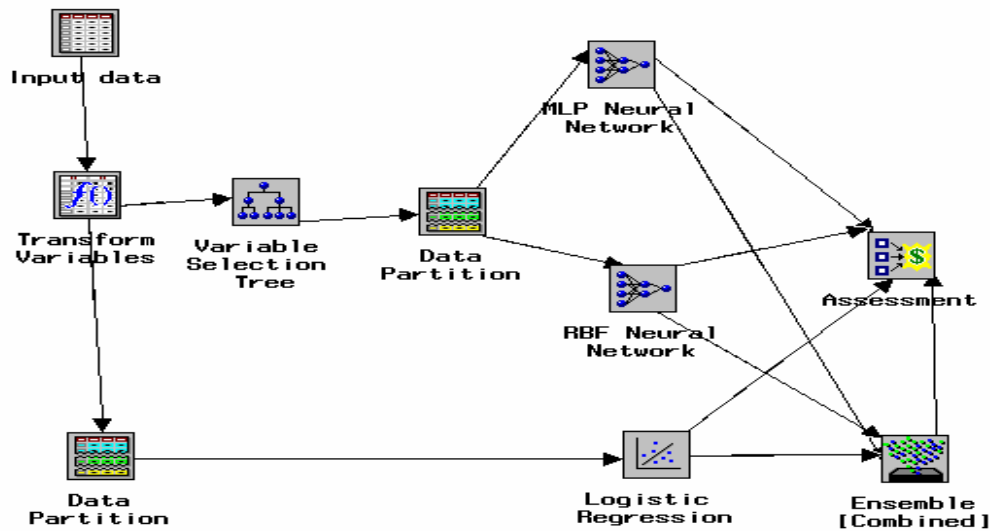 Input data
MLP Neural
Network
Transform
Variables
Variable
Selection
Tree
Data
Partition
f()
$
Assessment
RBF Neural
Network
Data
Partition
Logistic
Regression
Ensemble
[Combined]